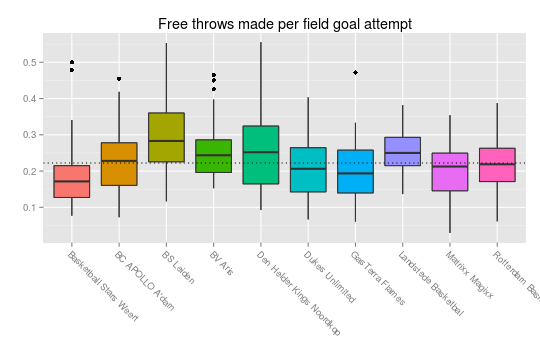 Free throws made per field goal attempt
0.5
0.4
0.3
0.2
0.1
Basketball Stars Weert
BC APOLLO A'dam
BS Leiden
BV Aris
Den Helder Kings Noordkop
Dukes Unlimited
GasTerra Flames
Landstede Basketbal
Matrixx Magixx
Rotterdam Bas